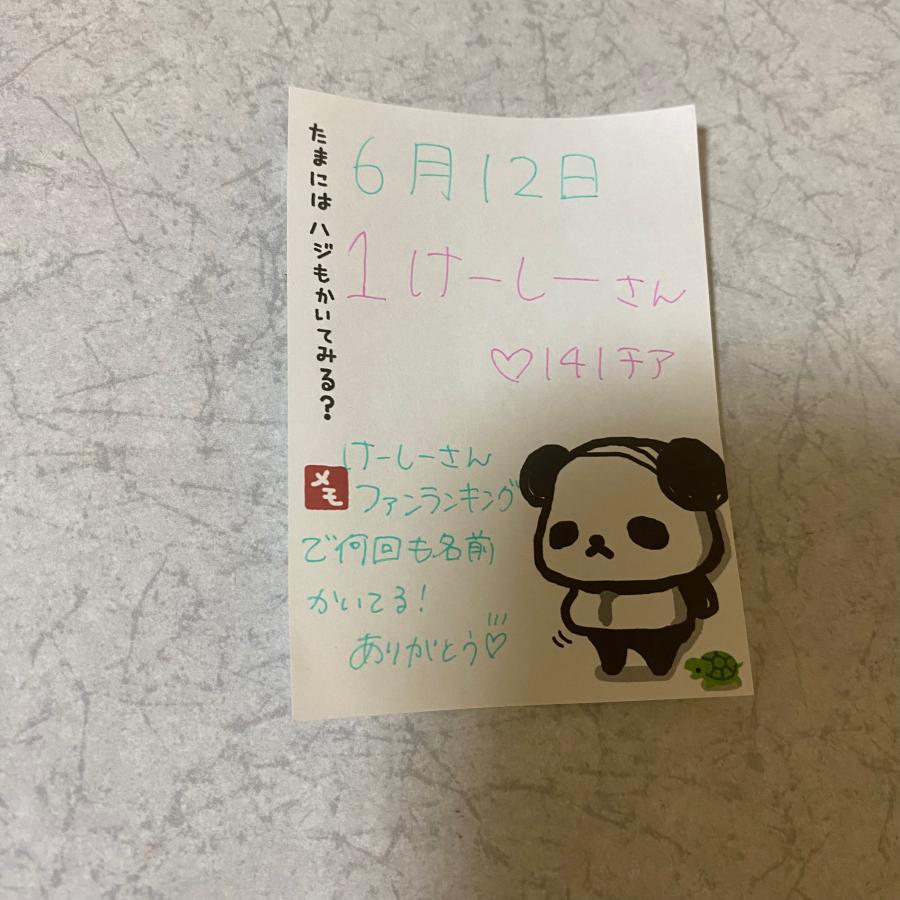 たまには ハジもかいてみる?
6月12日
1けーしーさん
♡141チア
けーしーさん
メモ
ファンランキング
で何回も名前
かいてる!
ありがとう♡